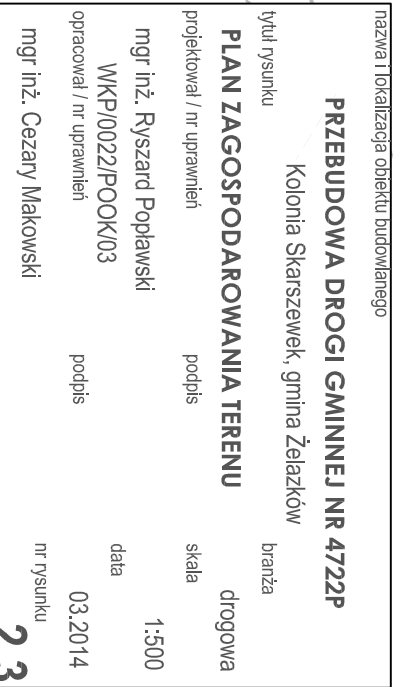 nazwa i lokalizacja obiektu budowlanego
PRZEBUDOWA DROGI GMINNEJ NR 4722P
Kolonia Skarszewek, gmina Żelazków
tytuł rysunku
branża
PLAN ZAGOSPODAROWANIA TERENU
drogowa
projektował / nr uprawnień
podpis
skala
mgr inż. Ryszard Popławski
WKP/0022/POOK/03
1:500
data
opracował / nr uprawnień
podpis
03.2014
mgr inż. Cezary Makowski
nr rysunku
2 3